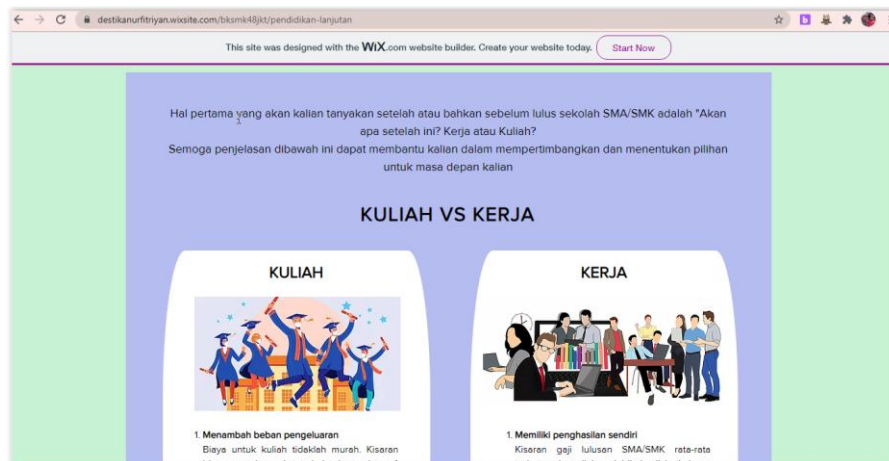 destikanurfitriyan.wixsite.com/bksmk48jkt/pendidikan-lanjutan
This site was designed with the WiX.com website builder. Create your website today. Start Now
Hal pertama yang akan kalian tanyakan setelah atau bahkan sebelum lulus sekolah SMA/SMK adalah "Akan
apa setelah ini? Kerja atau Kuliah?
Semoga penjelasan dibawah ini dapat membantu kalian dalam mempertimbangkan dan menentukan pilihan
untuk masa depan kalian
KULIAH VS KERJA
KULIAH
1. Menambah beban pengeluaran
Biaya untuk kuliah tidaklah murah. Kisaran
KERJA
1. Memiliki penghasilan sendiri
Kisaran gaji lulusan SMA/SMK rata-rata